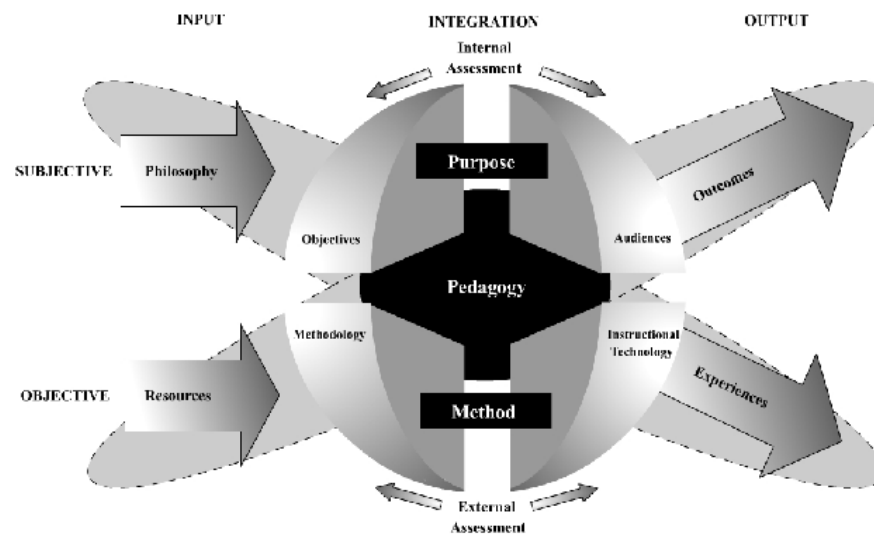 INPUT
INTEGRATION
OUTPUT
Internal
Assessment
SUBJECTIVE
Philosophy
Purpose
Outcomes
Objectives
Audiences
Pedagogy
Methodology
Instructional
Technology
OBJECTIVE
Resources
Method
Experiences
External
Assessment